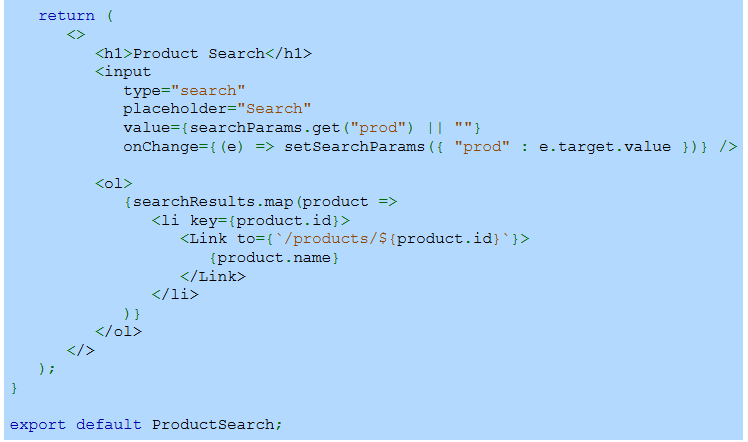 return (
      <>
         <h1>Product Search</h1>
         <input
            type="search"
            placeholder="Search"
            value={searchParams.get("prod") || ""}
            onChange={(e) => setSearchParams({ "prod" : e.target.value })} />

         <ol>
            {searchResults.map(product =>
               <li key={product.id}>
                  <Link to={`/products/${product.id}`}>
                     {product.name}
                  </Link>
               </li>
            )}
         </ol>
      </>
   );
}

export default ProductSearch;